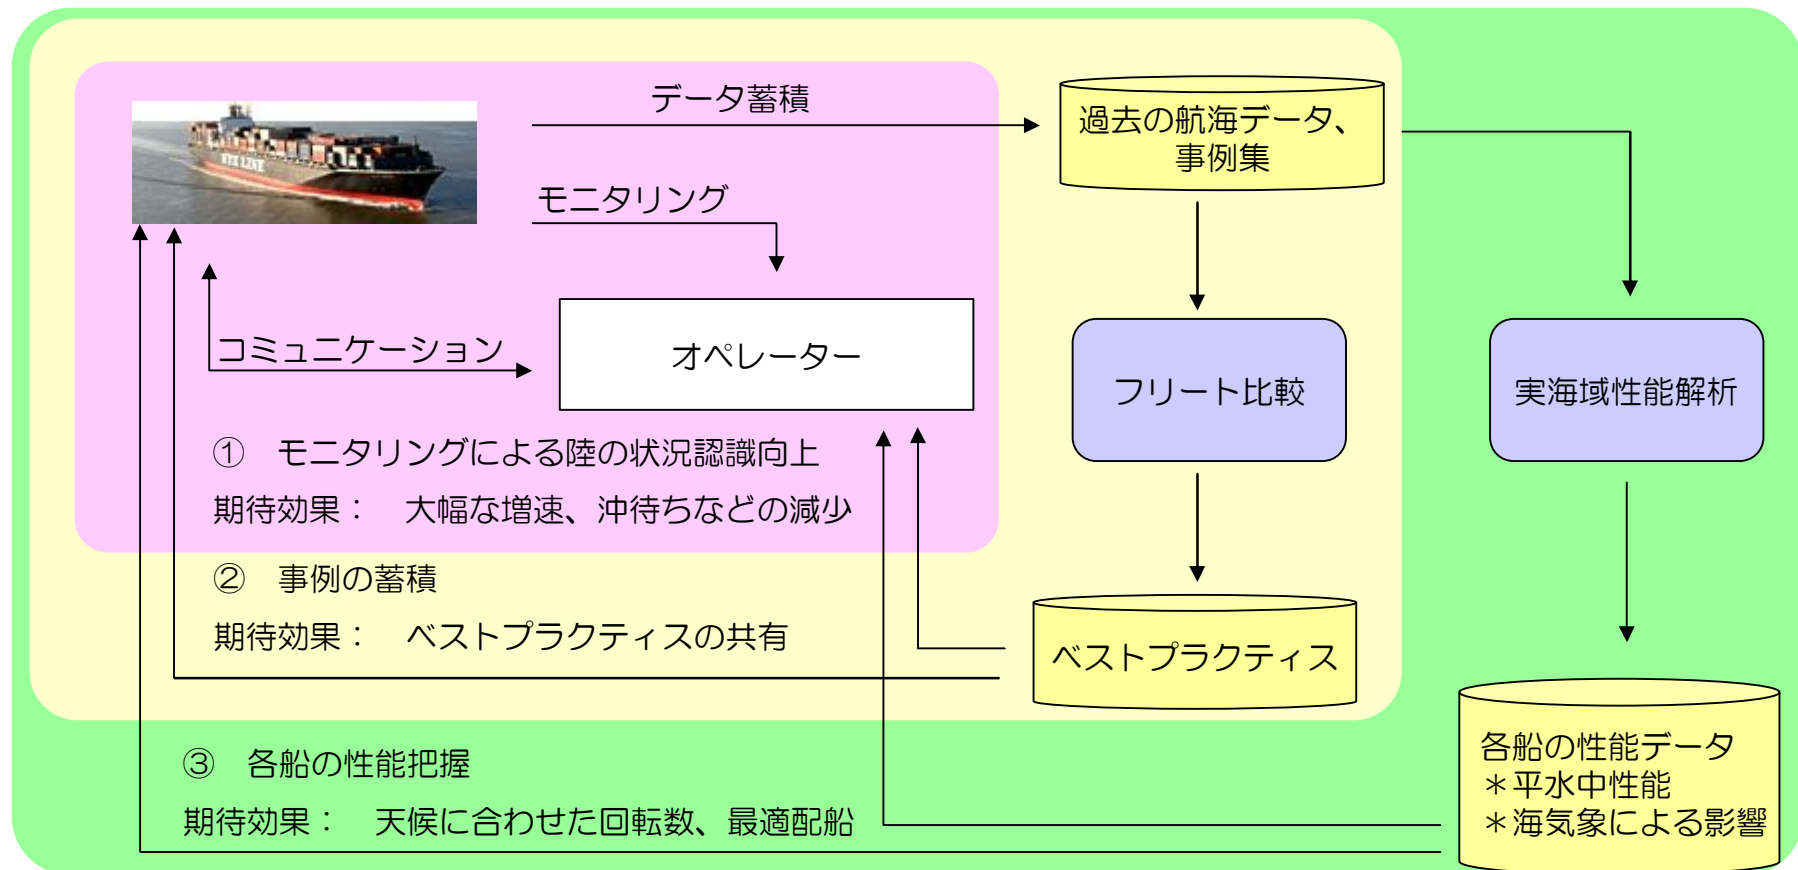 データ蓄積
過去の航海データ、
事例集
NYK LINE
モニタリング
コミュニケーション
オペレーター
フリート比較
実海域性能解析
① モニタリングによる陸の状況認識向上
期待効果： 大幅な増速、沖待ちなどの減少
② 事例の蓄積
期待効果： ベストプラクティスの共有
ベストプラクティス
③ 各船の性能把握
期待効果： 天候に合わせた回転数、最適配船
各船の性能データ
＊平水中性能
＊海気象による影響